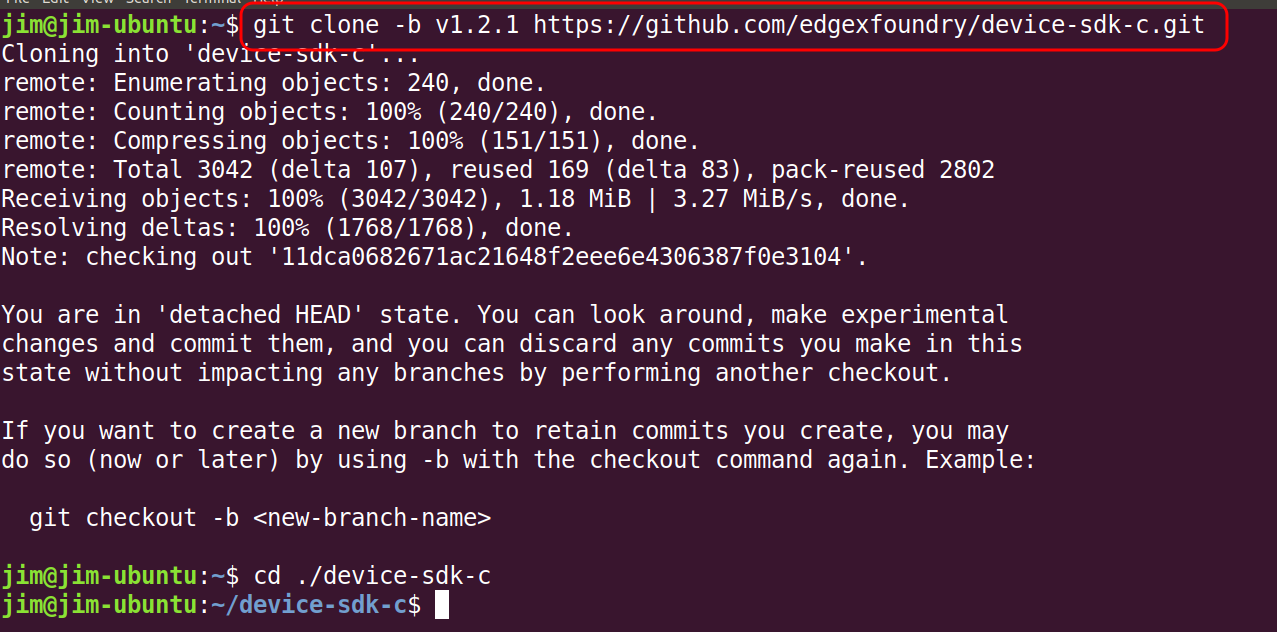 File Edit View Search Terminal Help
jim@jim-ubuntu:~$ git clone -b v1.2.1 https://github.com/edgexfoundry/device-sdk-c.git
Cloning into 'device-sdk-c'...
remote: Enumerating objects: 240, done.
remote: Counting objects: 100% (240/240), done.
remote: Compressing objects: 100% (151/151), done.
remote: Total 3042 (delta 107), reused 169 (delta 83), pack-reused 2802
Receiving objects: 100% (3042/3042), 1.18 MiB | 3.27 MiB/s, done.
Resolving deltas: 100% (1768/1768), done.
Note: checking out '11dca0682671ac21648f2eee6e4306387f0e3104'.
You are in 'detached HEAD' state. You can look around, make experimental
changes and commit them, and you can discard any commits you make in this
state without impacting any branches by performing another checkout.
If you want to create a new branch to retain commits you create, you may
do so (now or later) by using -b with the checkout command again. Example:
git checkout -b <new-branch-name>
jim@jim-ubuntu:~$ cd ./device-sdk-c
jim@jim-ubuntu:~/device-sdk-c$